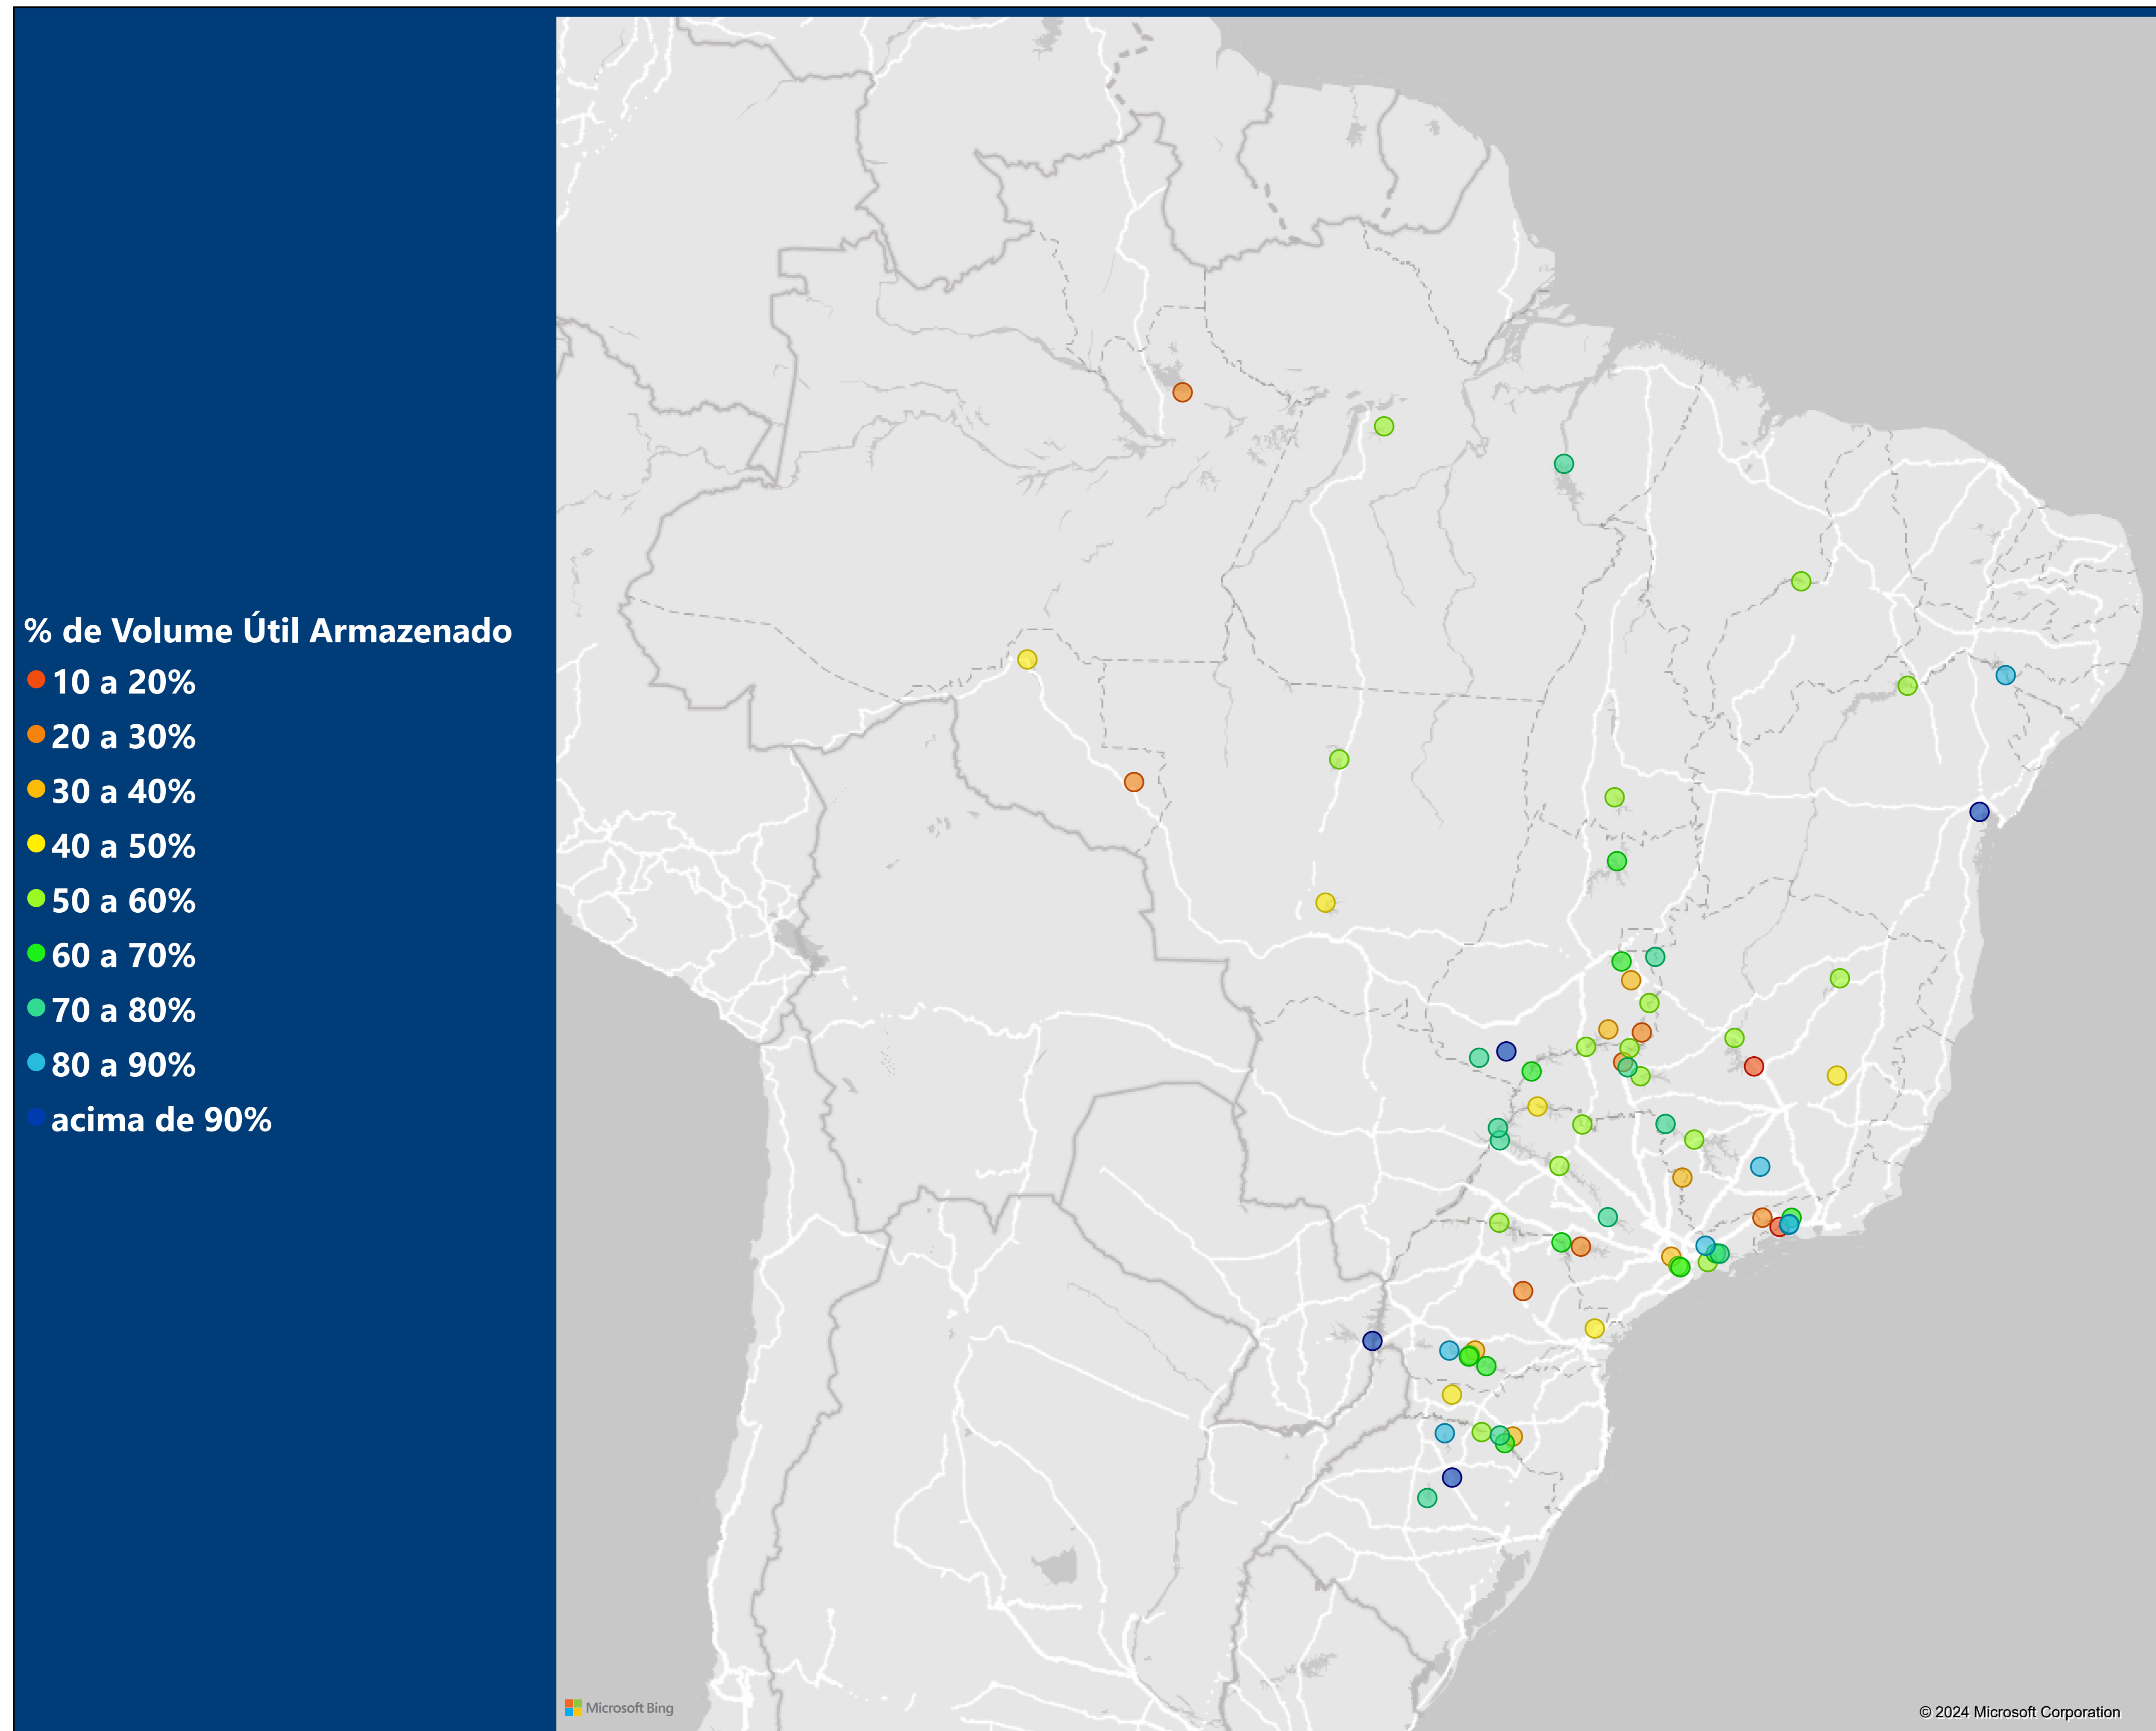 % de Volume Útil Armazenado
10 a 20%
20 a 30%
30 a 40%
40 a 50%
50 a 60%
60 a 70%
70 a 80%
80 a 90%
acima de 90%
Microsoft Bing
© 2024 Microsoft Corporation